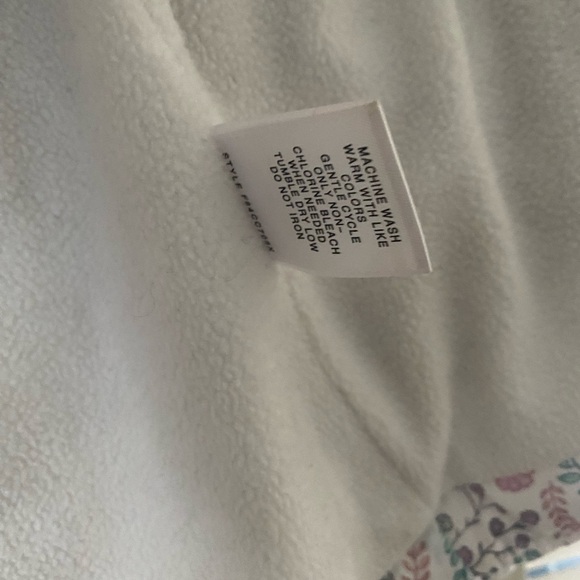 MACHINE WASH
WARM WITH LIKE
COLORS
GENTLE CYCLE
ONLY NON-
CHLORINE BLEACH
WHEN NEEDED
TUMBLE DRY LOW
DO NOT IRON
STYLE